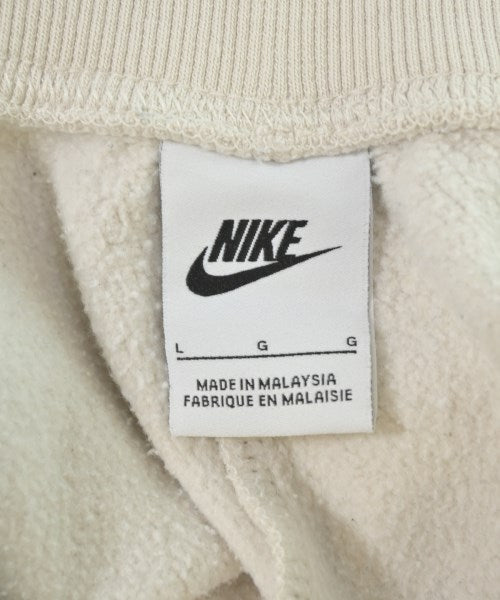 NIKE
L G G
MADE IN MALAYSIA
FABRIQUE EN MALAISIE